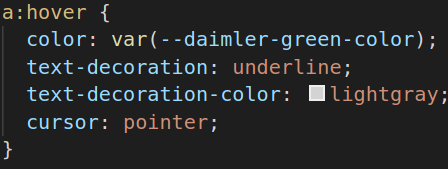 a:hover {
  color: var(--daimler-green-color);
  text-decoration: underline;
  text-decoration-color: lightgray;
  cursor: pointer;
}